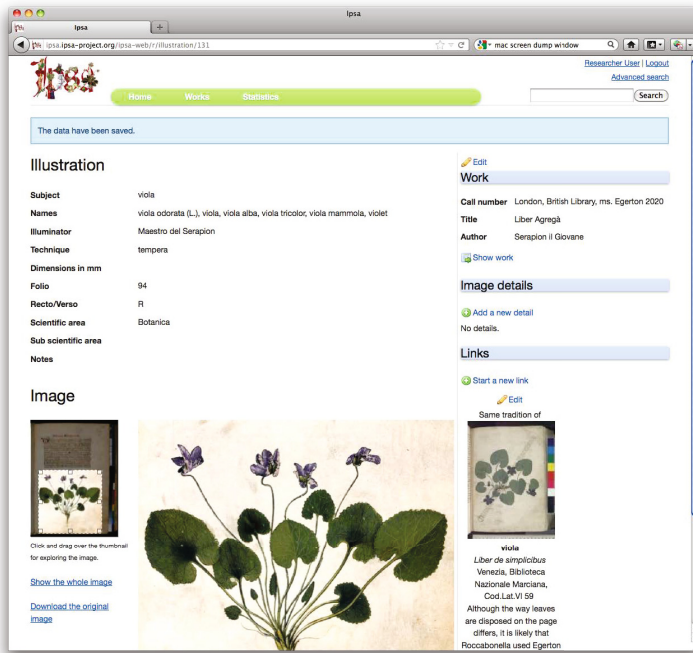 Ipsa
Ipsa
ipsa.ipsa-project.org/ipsa-web/r/illustration/131
mac screen dump window
Researcher User | Logout
Advanced search
Ipsa
Home Works Statistics
Search
The data have been saved.
Illustration
Subject viola
Names viola odorata (L.), viola, viola alba, viola tricolor, viola mammola, violet
Illuminator Maestro del Serapion
Technique tempera
Dimensions in mm
Folio 94
Recto/Verso R
Scientific area Botanica
Sub scientific area
Notes
Image
Click and drag over the thumbnail
for exploring the image.
Show the whole image
Download the original
image
Edit
Work
Call number London, British Library, ms. Egerton 2020
Title Liber Agregà
Author Serapion il Giovane
Show work
Image details
Add a new detail
No details.
Links
Start a new link
Edit
Same tradition of
viola
Liber de simplicibus
Venezia, Biblioteca
Nazionale Marciana,
Cod.Lat.VI 59
Although the way leaves
are disposed on the page
differs, it is likely that
Roccabonella used Egerton